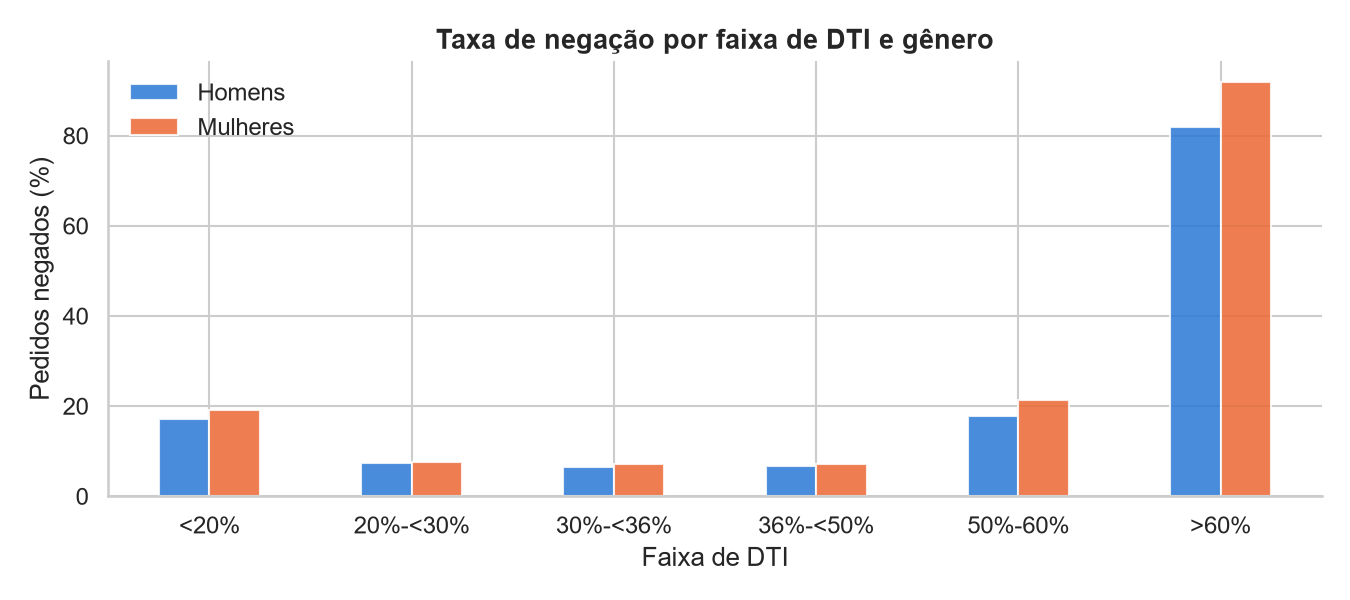 Taxa de negação por faixa de DTI e gênero
Homens
Mulheres
Pedidos negados (%)
80
60
40
20
0
<20%
20%-<30%
30%-<36%
36%-<50%
50%-60%
>60%
Faixa de DTI